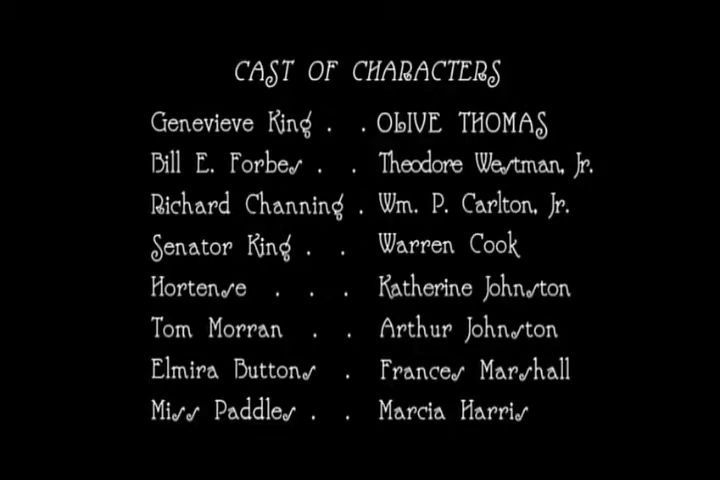 CAST OF CHARACTERS
Genevieve King . . OLIVE THOMAS
Bill E. Forbes . . Theodore Westman, Jr.
Richard Channing . Wm. P. Carlton, Jr.
Senator King . . Warren Cook
Hortense . . . Katherine Johnston
Tom Morran . . Arthur Johnston
Elmira Buttons . Frances Marshall
Miss Paddles . . Marcia Harris